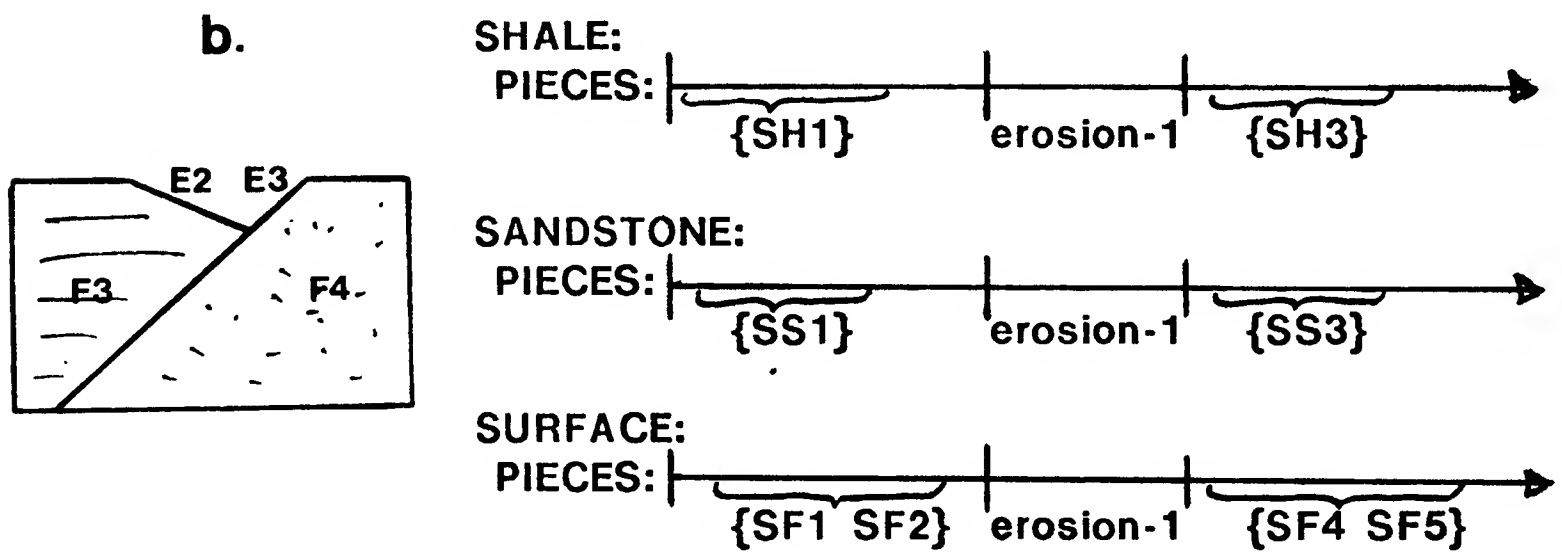 b.
E2 E3
F3
F4
SHALE:
PIECES:
{SH1} erosion-1 {SH3}
SANDSTONE:
PIECES:
{SS1} erosion-1 {SS3}
SURFACE:
PIECES:
{SF1 SF2} erosion-1 {SF4 SF5}